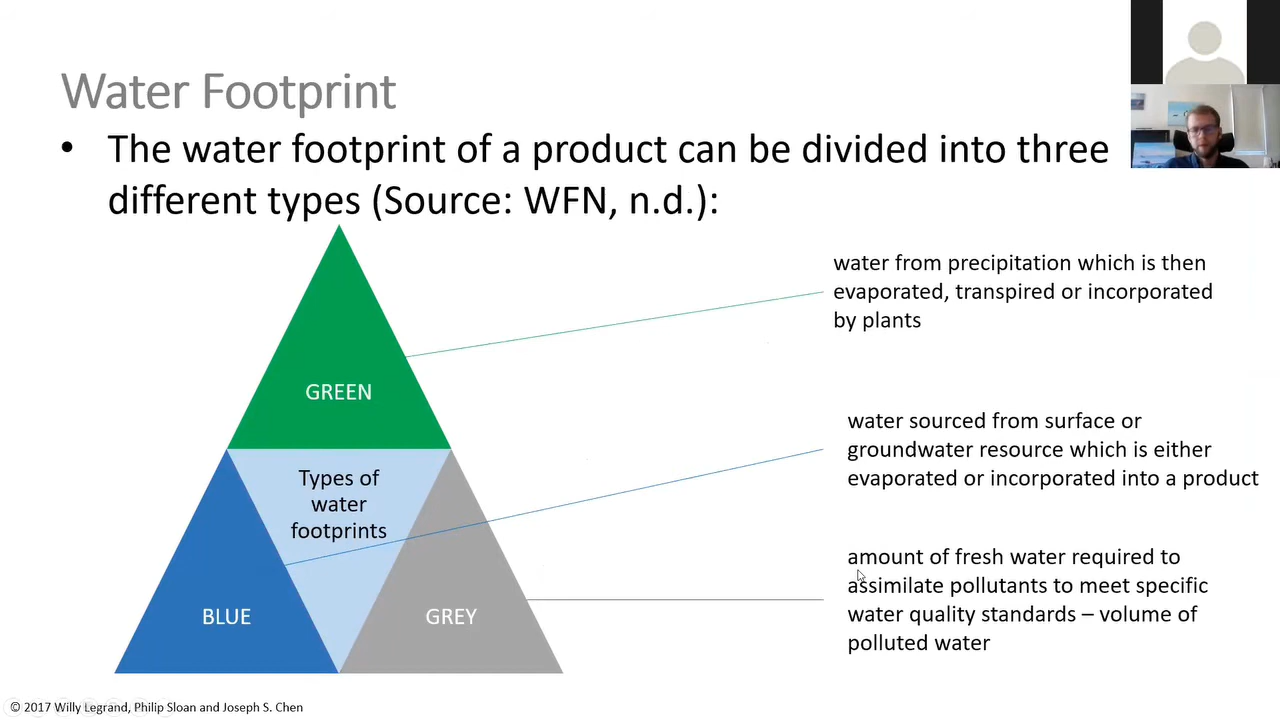 Water Footprint
• The water footprint of a product can be divided into three
different types (Source: WFN, n.d.):
water from precipitation which is then
evaporated, transpired or incorporated
by plants
GREEN
water sourced from surface or
groundwater resource which is either
evaporated or incorporated into a product
Types of
water
footprints
amount of fresh water required to
assimilate pollutants to meet specific
water quality standards – volume of
polluted water
BLUE
GREY
© 2017 Willy Legrand, Philip Sloan and Joseph S. Chen